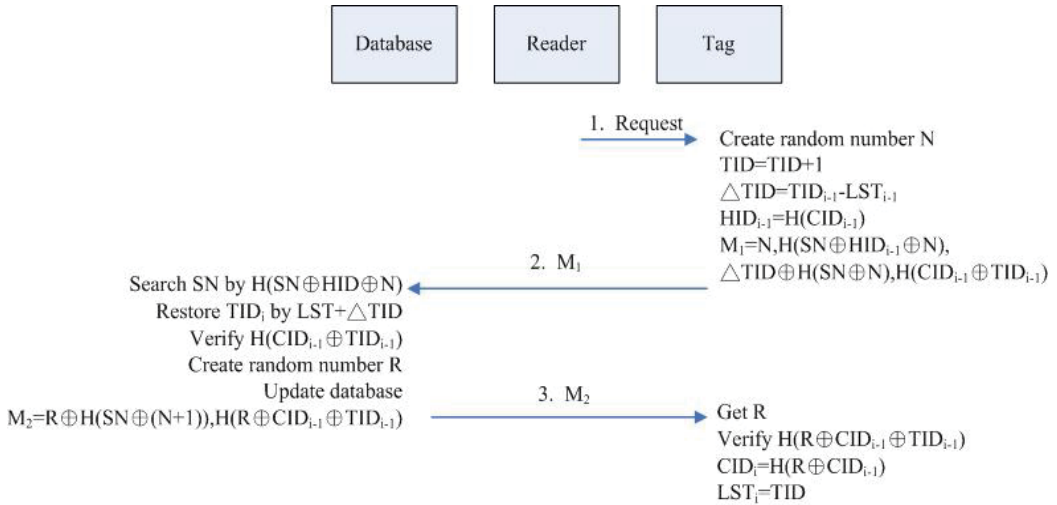 Database
Reader
Tag
1. Request
Create random number N
TID=TID+1
△TID=TIDᵢ₋₁-LSTᵢ₋₁
HIDᵢ₋₁=H(CIDᵢ₋₁)
M₁=N,H(SN⊕HIDᵢ₋₁⊕N),
△TID⊕H(SN⊕N),H(CIDᵢ₋₁⊕TIDᵢ₋₁)
2. M₁
Search SN by H(SN⊕HID⊕N)
Restore TIDᵢ by LST+△TID
Verify H(CIDᵢ₋₁⊕TIDᵢ₋₁)
Create random number R
Update database
M₂=R⊕H(SN⊕(N+1)),H(R⊕CIDᵢ₋₁⊕TIDᵢ₋₁)
3. M₂
Get R
Verify H(R⊕CIDᵢ₋₁⊕TIDᵢ₋₁)
CIDᵢ=H(R⊕CIDᵢ₋₁)
LSTᵢ=TID